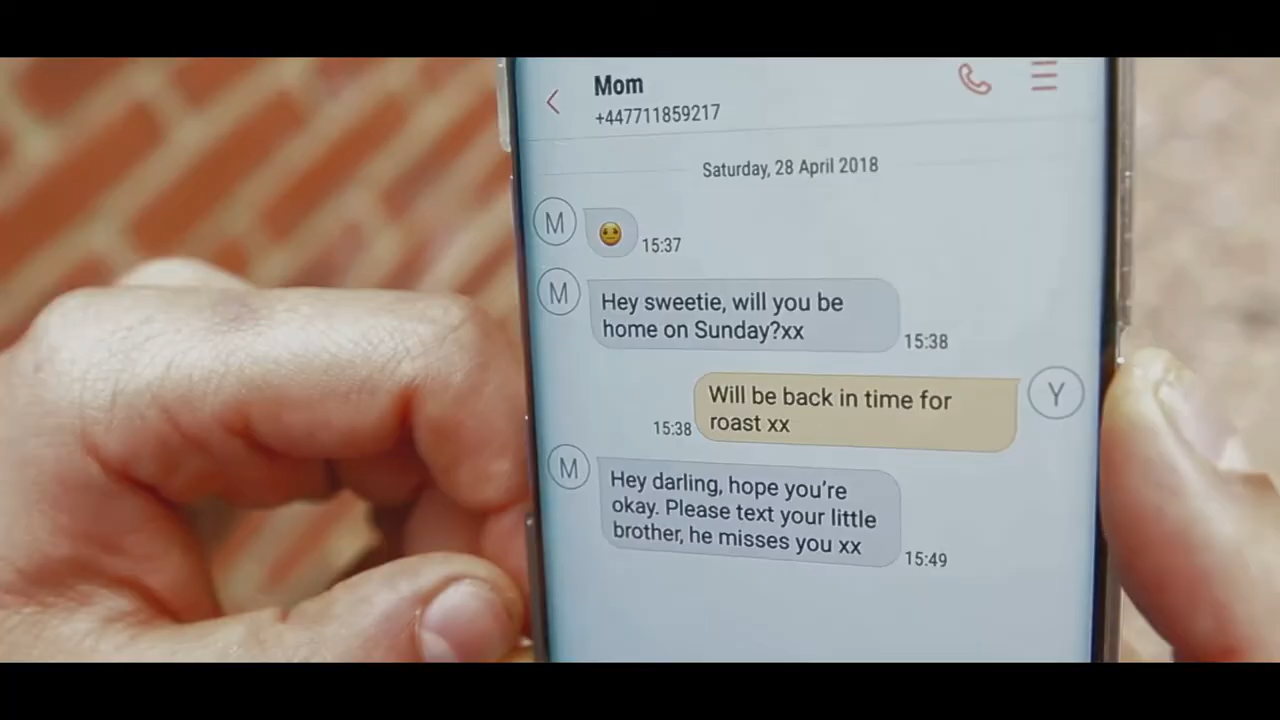 Mom
+447711859217
Saturday, 28 April 2018
M
15:37
M
Hey sweetie, will you be
home on Sunday?xx
15:38
Will be back in time for
roast xx
Y
15:38
M
Hey darling, hope you're
okay. Please text your little
brother, he misses you xx
15:49